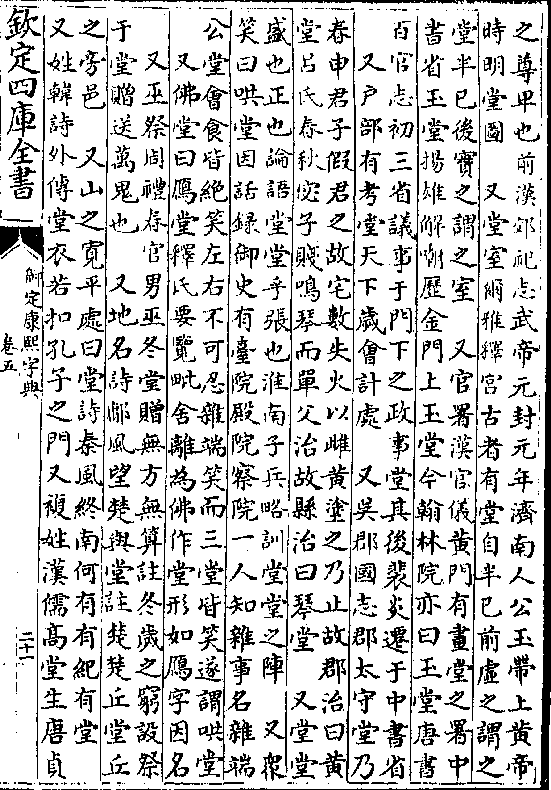 之尊卑也前漢郊祀志武帝元封元年濟南人公玉帶上黃帝
時明堂圖　又堂室爾雅釋宮古者有堂自半已前虛之謂之
堂半已後實之謂之室　又官署漢官儀黃門有畫堂之署中
書省玉堂揚雄解嘲歷金門上玉堂今翰林院亦曰玉堂唐書
百官志初三省議事于門下之政事堂其後裴炎遷于中書省
又戸部有考堂天下歲會計處　又吳郡國志郡太守堂乃
春申君子假君之故宅數失火以雌黃塗之乃止故郡治曰黃
堂呂氏春秋宓子賤鳴琴而單父治故縣治曰琴堂　又堂堂
盛也正也論語堂堂乎張也淮南子兵略訓堂堂之陣　又衆
笑曰哄堂因話録御史有臺院殿院察院一人知雜事名雜端
公堂會食皆絶笑左右不可忍雜端笑而三堂皆笑遂謂哄堂
又佛堂曰鴈堂釋氏要覽毗舍離為佛作堂形如鴈字因名
又巫祭周禮春官男巫冬堂贈無方無算註冬歲之窮設祭
于堂贈送萬鬼也　又地名詩鄘風望楚與堂註楚楚丘堂丘
之旁邑　又山之寛平處曰堂詩秦風終南何有有紀有堂
又姓韓詩外傳堂衣若扣孔子之門又複姓漢儒高堂生唐貞
欽定四庫全書
御定康熙字典
卷五
二十一